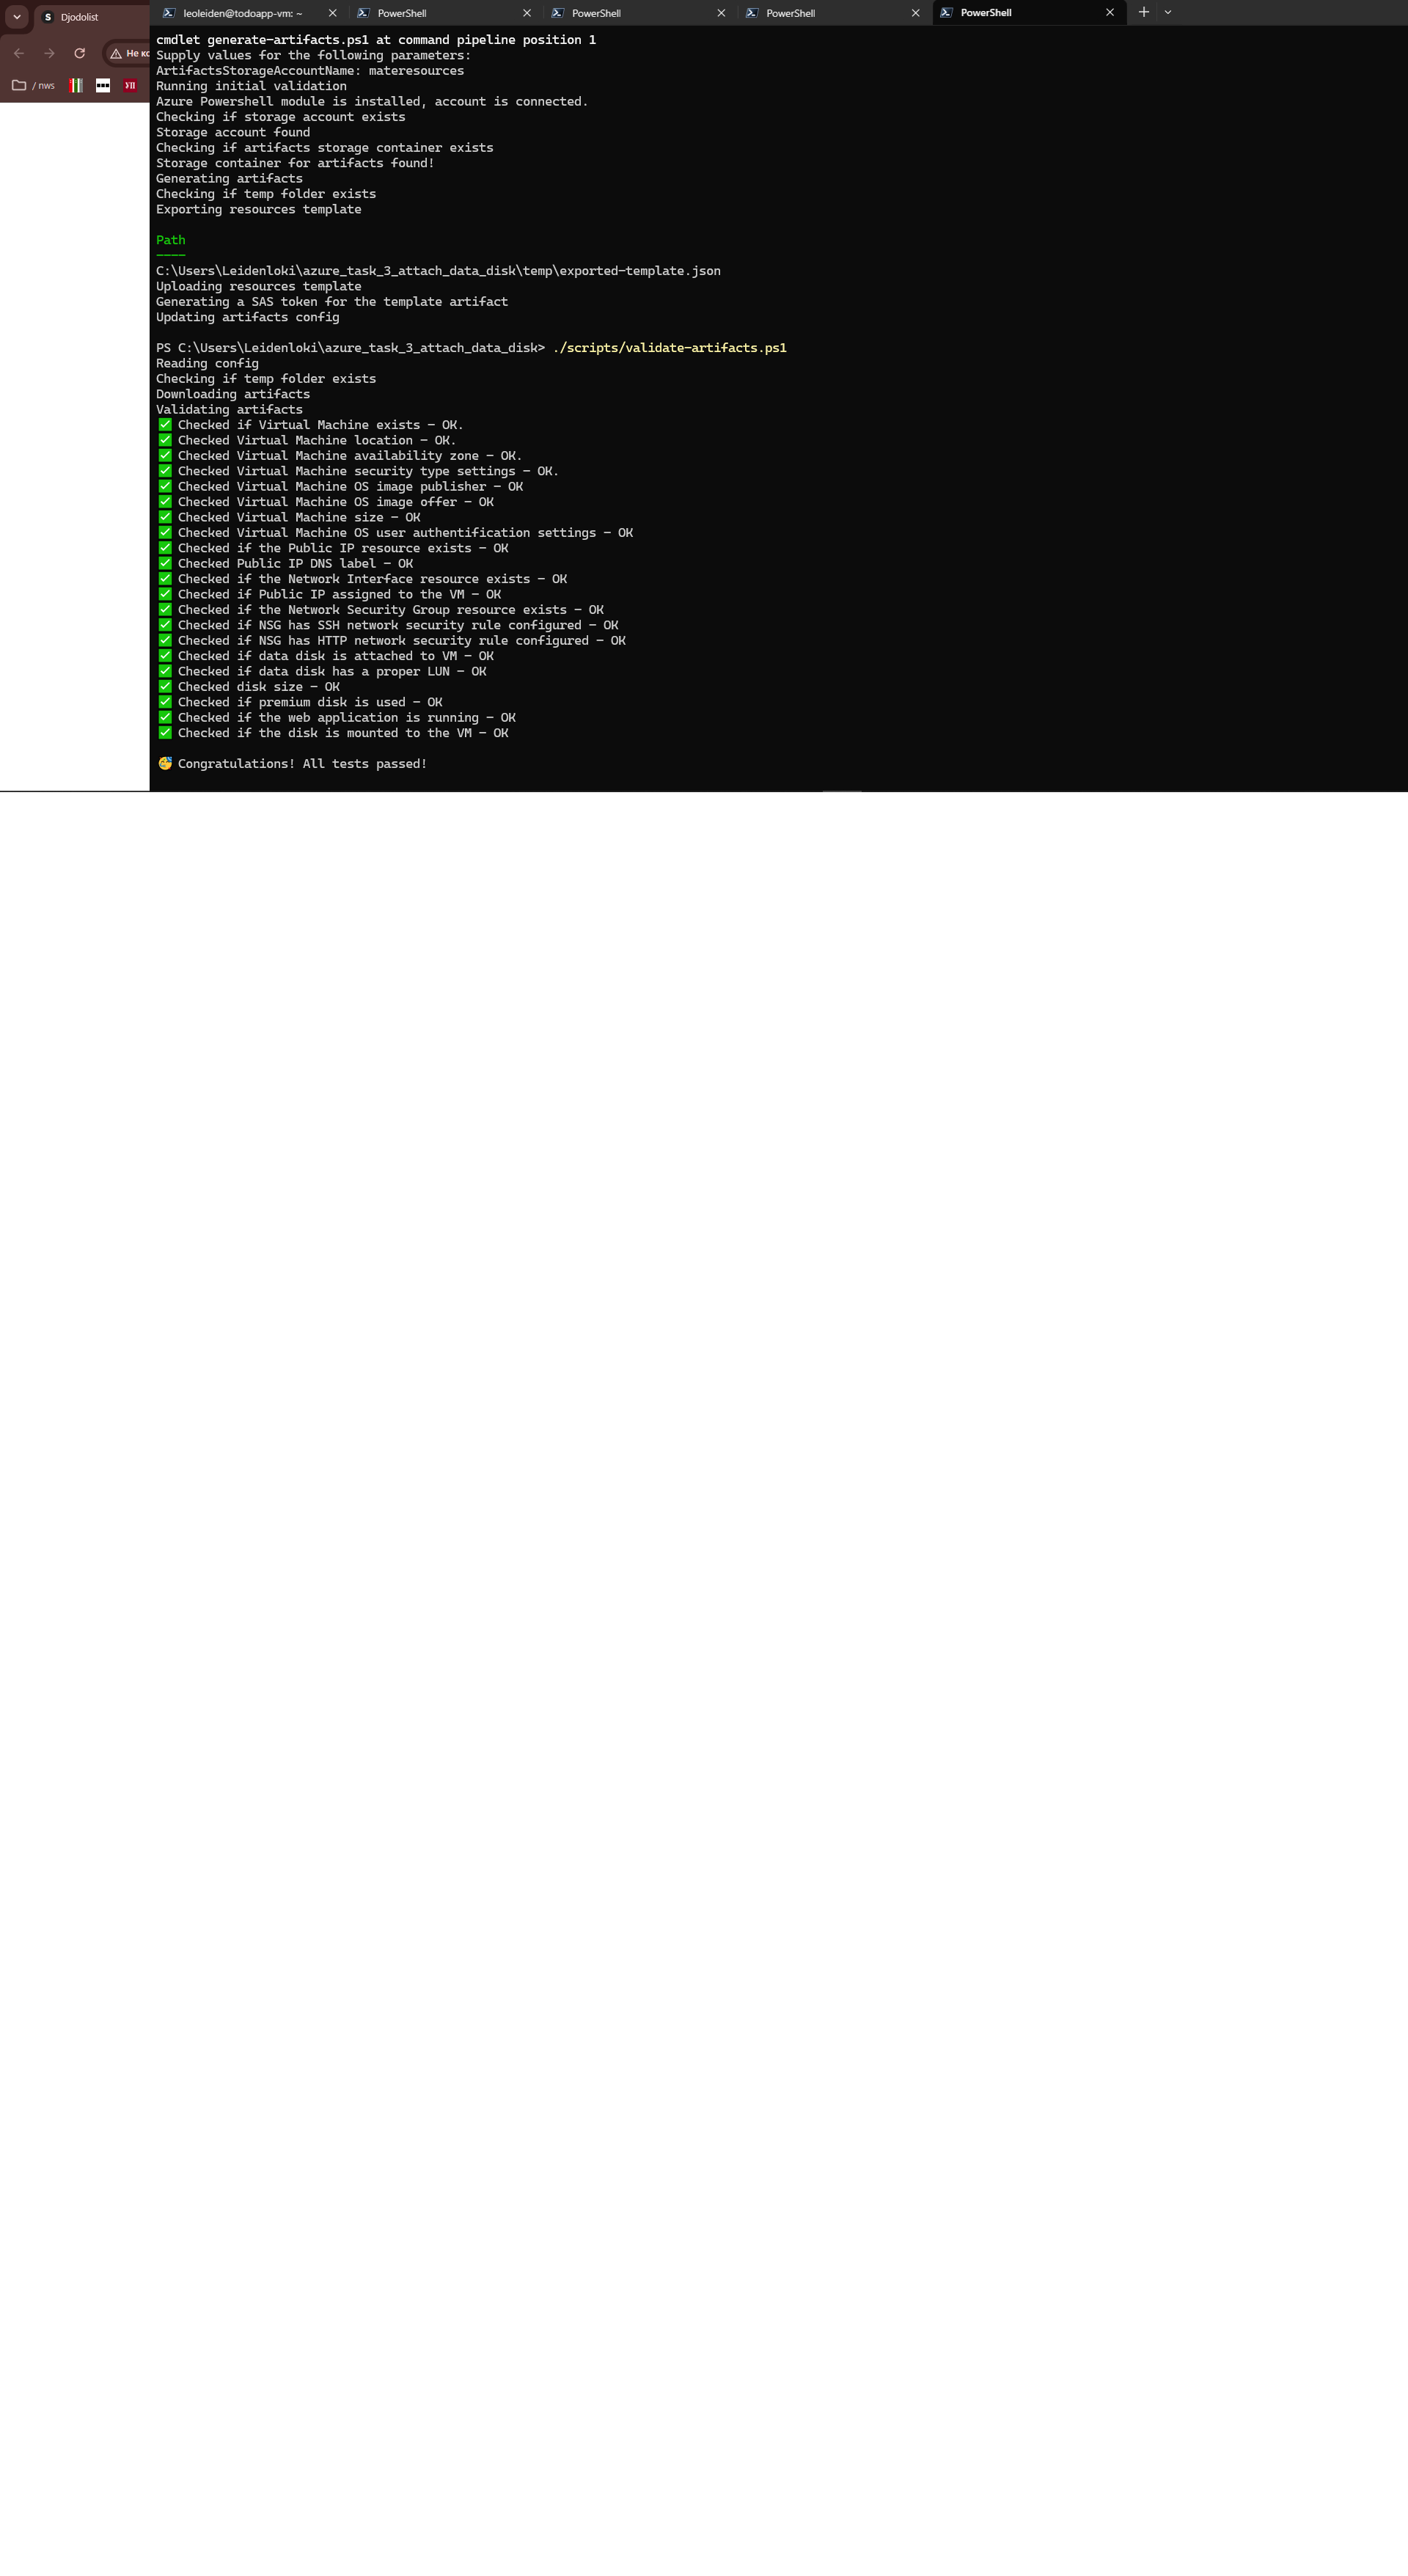 Djodolist
leoleiden@todoapp-vm: ~
PowerShell
PowerShell
PowerShell
PowerShell
/ nws
cmdlet generate-artifacts.ps1 at command pipeline position 1
Supply values for the following parameters:
ArtifactsStorageAccountName: materesources
Running initial validation
Azure Powershell module is installed, account is connected.
Checking if storage account exists
Storage account found
Checking if artifacts storage container exists
Storage container for artifacts found!
Generating artifacts
Checking if temp folder exists
Exporting resources template
Path
----
C:\Users\Leidenloki\azure_task_3_attach_data_disk\temp\exported-template.json
Uploading resources template
Generating a SAS token for the template artifact
Updating artifacts config
PS C:\Users\Leidenloki\azure_task_3_attach_data_disk> ./scripts/validate-artifacts.ps1
Reading config
Checking if temp folder exists
Downloading artifacts
Validating artifacts
✅ Checked if Virtual Machine exists - OK.
✅ Checked Virtual Machine location - OK.
✅ Checked Virtual Machine availability zone - OK.
✅ Checked Virtual Machine security type settings - OK.
✅ Checked Virtual Machine OS image publisher - OK
✅ Checked Virtual Machine OS image offer - OK
✅ Checked Virtual Machine size - OK
✅ Checked Virtual Machine OS user authentification settings - OK
✅ Checked if the Public IP resource exists - OK
✅ Checked Public IP DNS label - OK
✅ Checked if the Network Interface resource exists - OK
✅ Checked if Public IP assigned to the VM - OK
✅ Checked if the Network Security Group resource exists - OK
✅ Checked if NSG has SSH network security rule configured - OK
✅ Checked if NSG has HTTP network security rule configured - OK
✅ Checked if data disk is attached to VM - OK
✅ Checked if data disk has a proper LUN - OK
✅ Checked disk size - OK
✅ Checked if premium disk is used - OK
✅ Checked if the web application is running - OK
✅ Checked if the disk is mounted to the VM - OK
🥳 Congratulations! All tests passed!